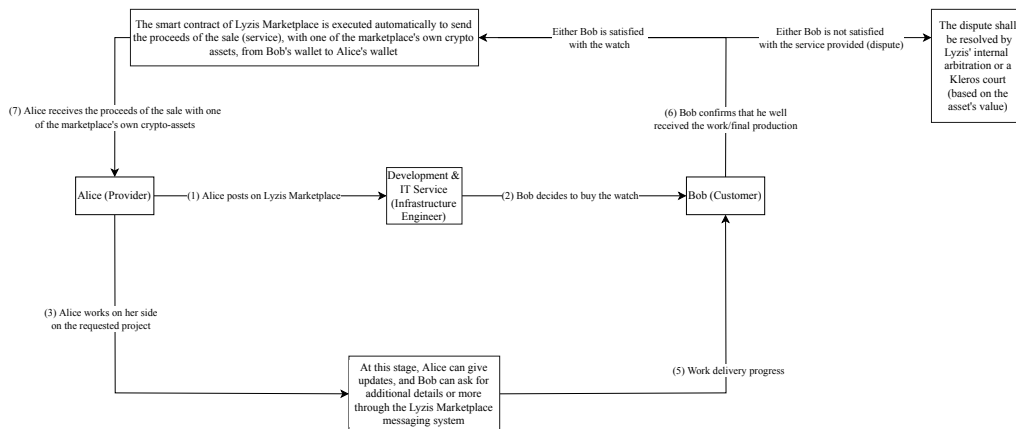 The smart contract of Lyzis Marketplace is executed automatically to send
the proceeds of the sale (service), with one of the marketplace's own crypto
assets, from Bob's wallet to Alice's wallet
Either Bob is satisfied
with the watch
Either Bob is not satisfied
with the service provided (dispute)
The dispute shall
be resolved by
Lyzis' internal
arbitration or a
Kleros court
(based on the
asset's value)
(7) Alice receives the proceeds of the sale with one
of the marketplace's own crypto-assets
(6) Bob confirms that he well
received the work/final production
Alice (Provider)
(1) Alice posts on Lyzis Marketplace
Development &
IT Service
(Infrastructure
Engineer)
(2) Bob decides to buy the watch
Bob (Customer)
(3) Alice works on her side
on the requested project
At this stage, Alice can give
updates, and Bob can ask for
additional details or more
through the Lyzis Marketplace
messaging system
(5) Work delivery progress